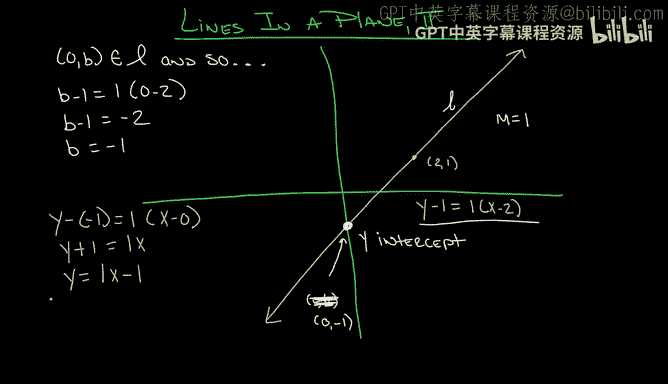 LINES IN A PLANE, II
GPT中英字幕课程资源@bilibili.com
GPT中英字幕课程资源 bilibili
(0,b) ∈ l AND SO...
b-1 = 1(0-2)
b-1 = -2
b = -1
l
M=1
(2,1)
y-(-1) = 1(x-0)
y+1 = 1x
y = 1x-1
y-1 = 1(x-2)
y INTERCEPT
(0,-1)